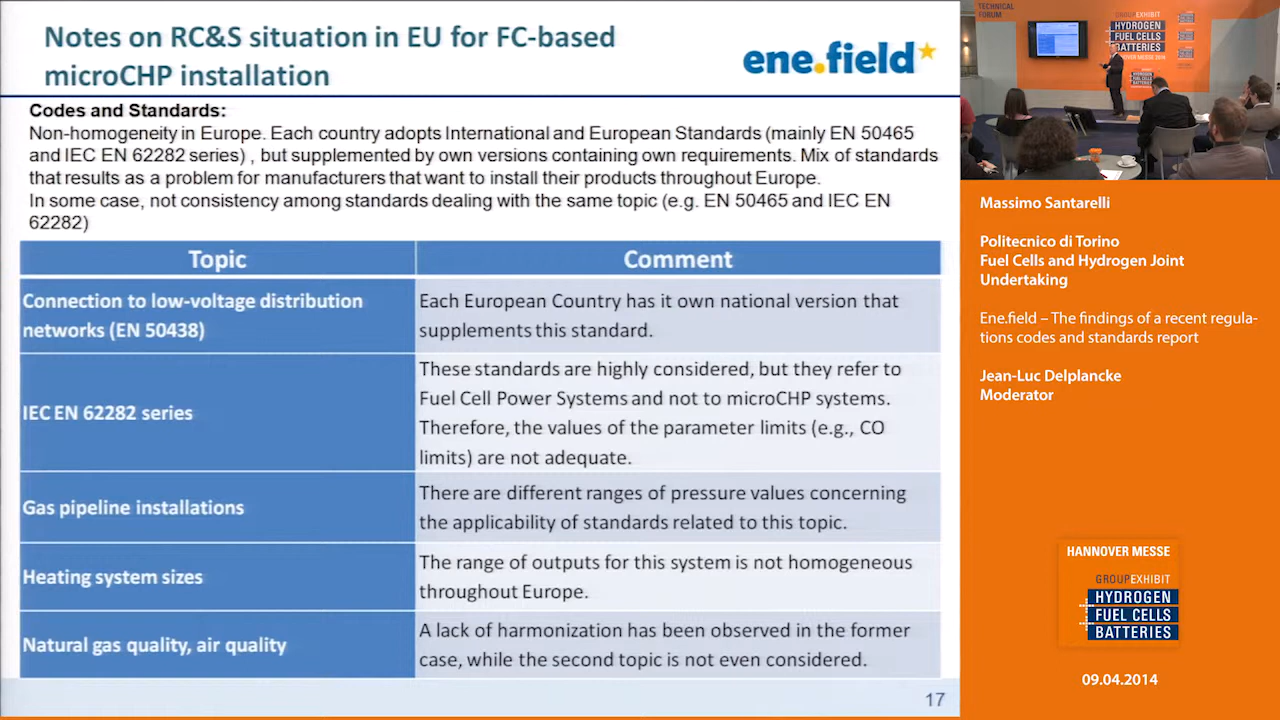 Notes on RC&S situation in EU for FC-based
microCHP installation
ene.field
Codes and Standards:
Non-homogeneity in Europe. Each country adopts International and European Standards (mainly EN 50465
and IEC EN 62282 series) , but supplemented by own versions containing own requirements. Mix of standards
that results as a problem for manufacturers that want to install their products throughout Europe.
In some case, not consistency among standards dealing with the same topic (e.g. EN 50465 and IEC EN
62282)
Topic
Comment
Connection to low-voltage distribution
networks (EN 50438)
Each European Country has it own national version that
supplements this standard.
IEC EN 62282 series
These standards are highly considered, but they refer to
Fuel Cell Power Systems and not to microCHP systems.
Therefore, the values of the parameter limits (e.g., CO
limits) are not adequate.
Gas pipeline installations
There are different ranges of pressure values concerning
the applicability of standards related to this topic.
Heating system sizes
The range of outputs for this system is not homogeneous
throughout Europe.
Natural gas quality, air quality
A lack of harmonization has been observed in the former
case, while the second topic is not even considered.
17
TECHNICAL
FORUM
GROUPEXHIBIT
HYDROGEN
FUEL CELLS
BATTERIES
Massimo Santarelli
Politecnico di Torino
Fuel Cells and Hydrogen Joint
Undertaking
Ene.field – The findings of a recent regula-
tions codes and standards report
Jean-Luc Delplancke
Moderator
HANNOVER MESSE
GROUPEXHIBIT
HYDROGEN
FUEL CELLS
BATTERIES
09.04.2014